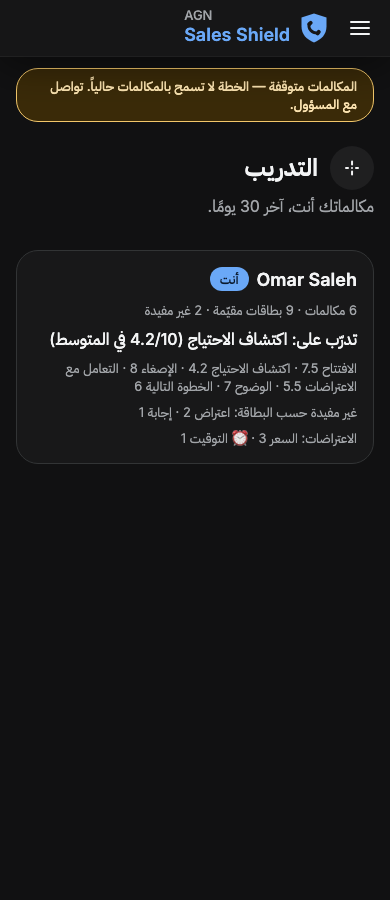 AGN
Sales Shield
المكالمات متوقفة — الخطة لا تسمح بالمكالمات حالياً. تواصل
مع المسؤول.
التدريب
مكالماتك أنت، آخر 30 يومًا.
Omar Saleh أنت
6 مكالمات · 9 بطاقات مقيّمة · 2 غير مفيدة
تدرّب على: اكتشاف الاحتياج (4.2/10 في المتوسط)
الافتتاح 7.5 · اكتشاف الاحتياج 4.2 · الإصغاء 8 · التعامل مع
الاعتراضات 5.5 · الوضوح 7 · الخطوة التالية 6
غير مفيدة حسب البطاقة: اعتراض 2 · إجابة 1
الاعتراضات: السعر 3 · ⏰ التوقيت 1